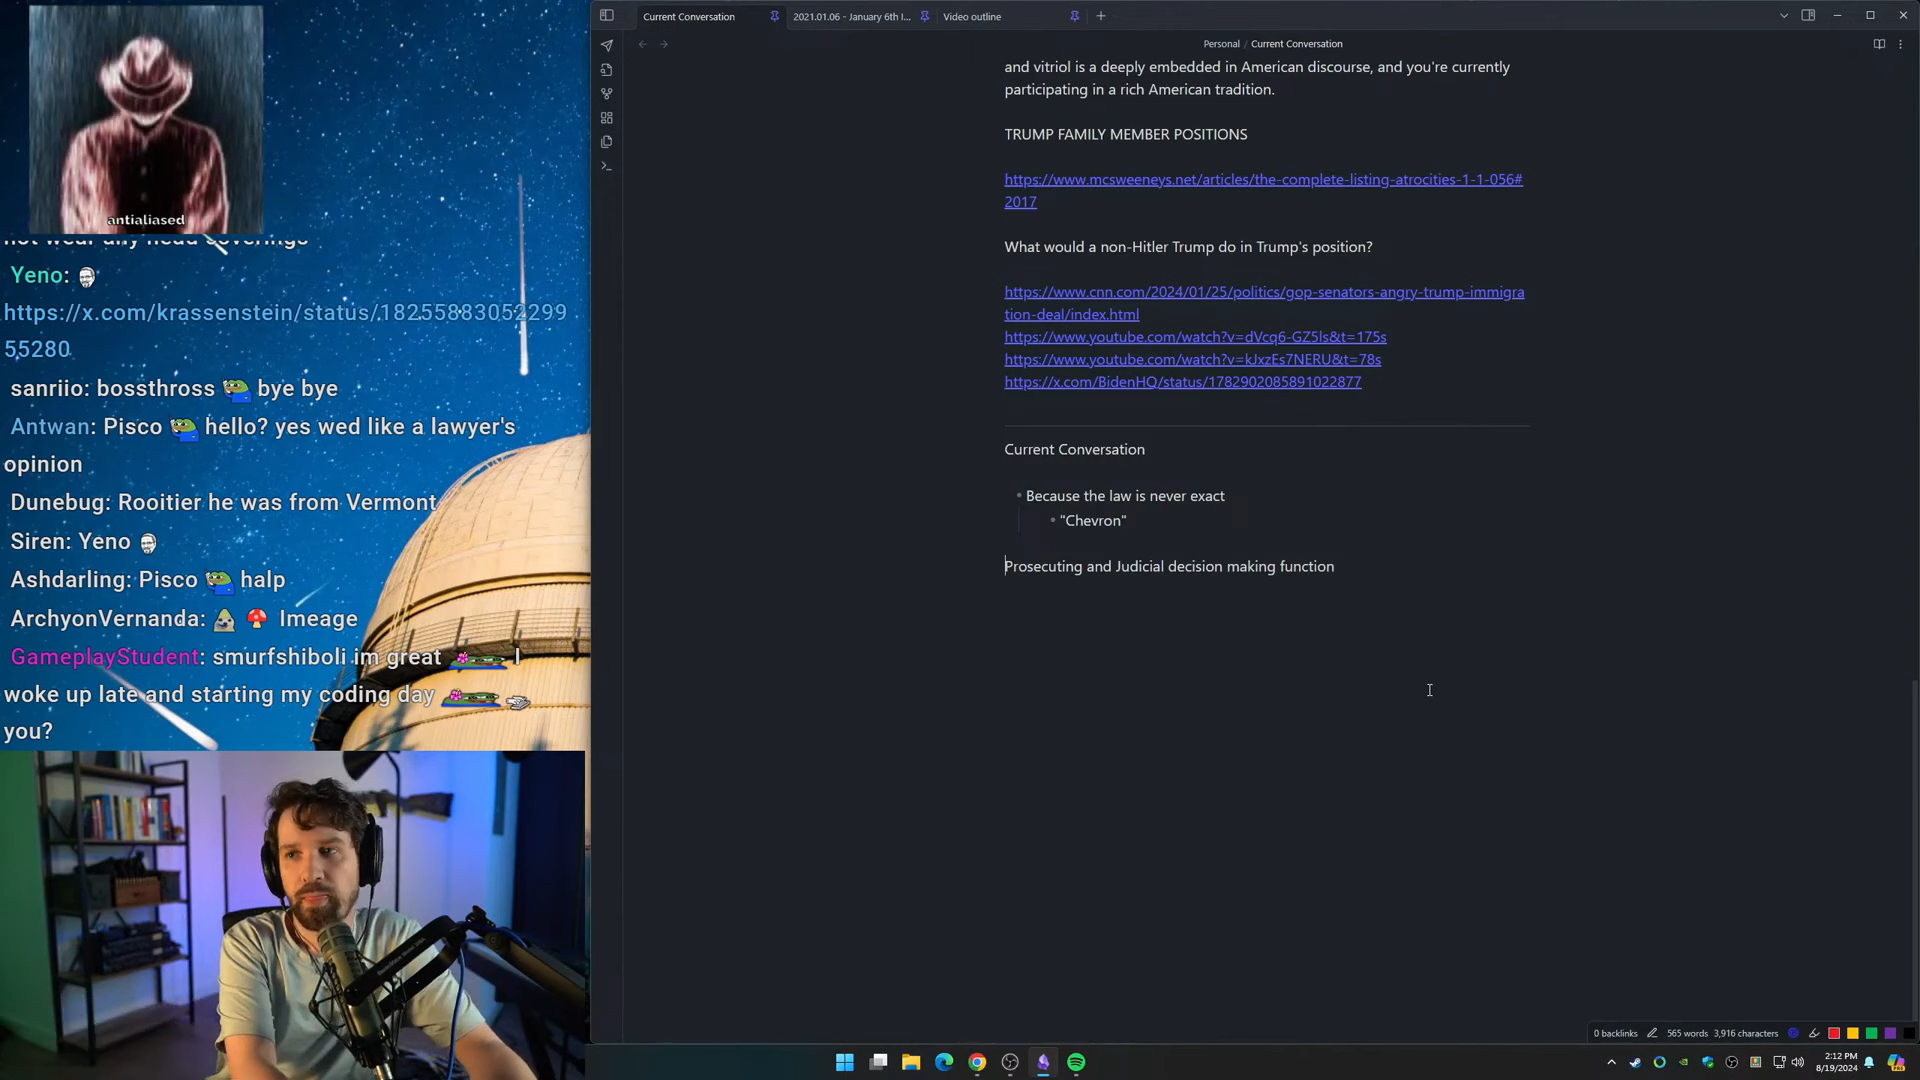 antialiased
not wear any head coverings
Yeno:
https://x.com/krassenstein/status/18255883052299
55280
sanriio: bossthross bye bye
Antwan: Pisco hello? yes wed like a lawyer's
opinion
Dunebug: Rooitier he was from Vermont
Siren: Yeno
Ashdarling: Pisco halp
ArchyonVernanda: Imeage
GameplayStudent: smurfshiboli im great I
woke up late and starting my coding day
you?
Current Conversation
2021.01.06 - January 6th I...
Video outline
Personal / Current Conversation
and vitriol is a deeply embedded in American discourse, and you're currently
participating in a rich American tradition.
TRUMP FAMILY MEMBER POSITIONS
https://www.mcsweeneys.net/articles/the-complete-listing-atrocities-1-1-056#
2017
What would a non-Hitler Trump do in Trump's position?
https://www.cnn.com/2024/01/25/politics/gop-senators-angry-trump-immigra
tion-deal/index.html
https://www.youtube.com/watch?v=dVcq6-GZ5ls&t=175s
https://www.youtube.com/watch?v=kJxzEs7NERU&t=78s
https://x.com/BidenHQ/status/1782902085891022877
Current Conversation
• Because the law is never exact
• "Chevron"
Prosecuting and Judicial decision making function
0 backlinks 565 words 3,916 characters
2:12 PM
8/19/2024